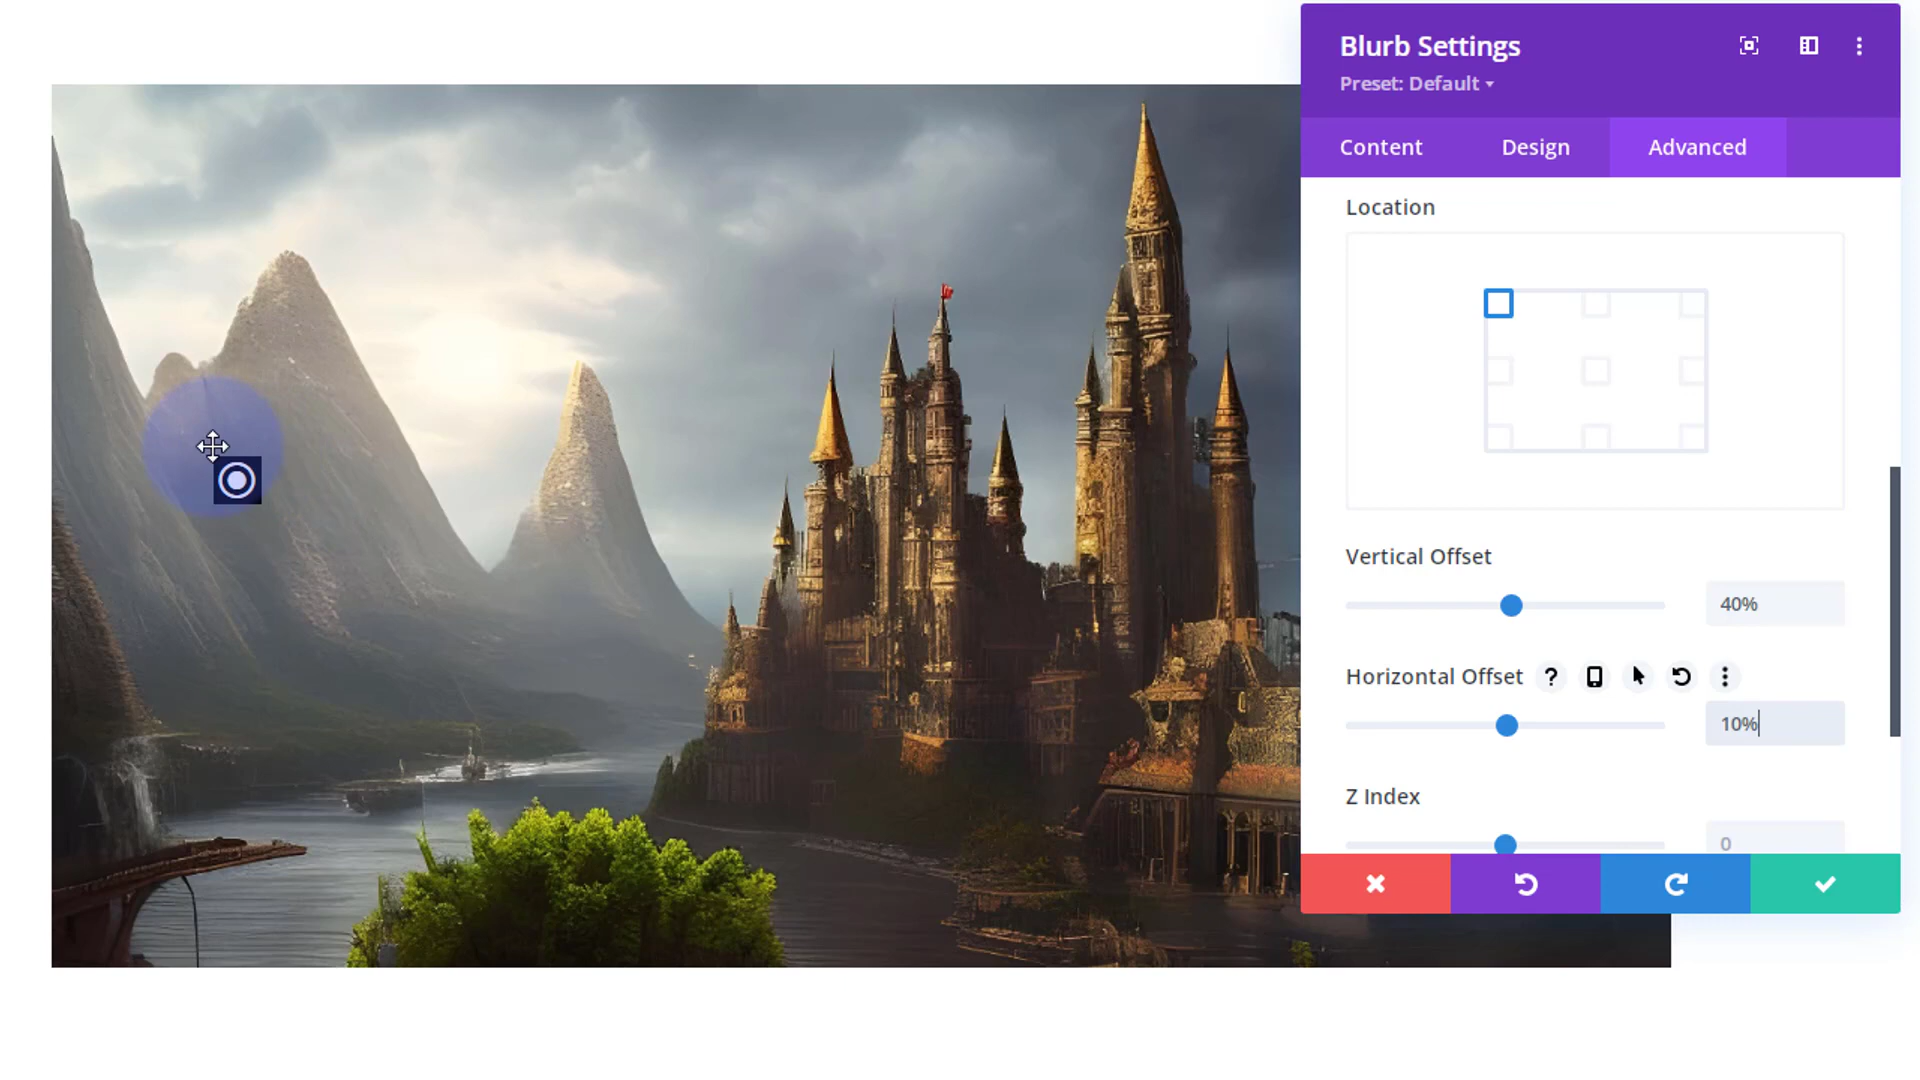 Blurb Settings
Preset: Default
Content Design Advanced
Location
Vertical Offset
40%
Horizontal Offset ?
10%
Z Index
0